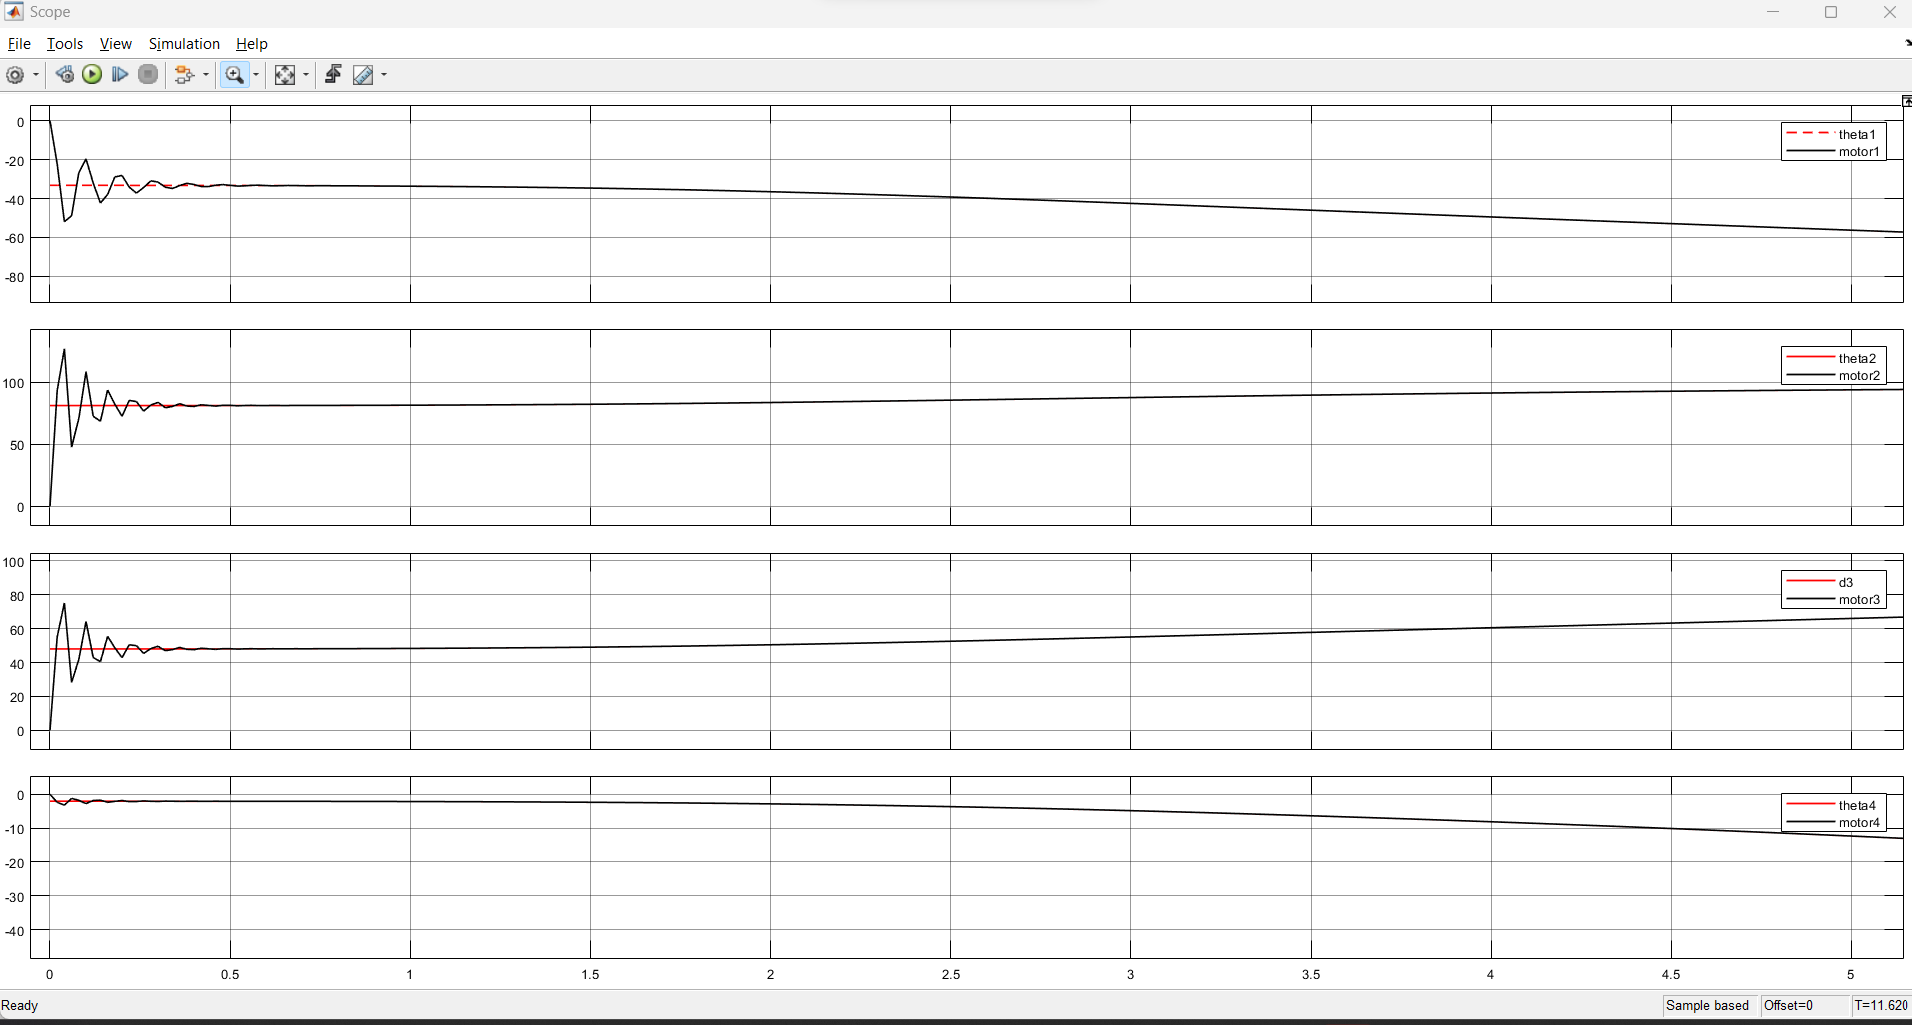 Scope
File Tools View Simulation Help
0
-20
-40
-60
-80
theta1
motor1
100
50
0
theta2
motor2
100
80
60
40
20
0
d3
motor3
0
-10
-20
-30
-40
theta4
motor4
0 0.5 1 1.5 2 2.5 3 3.5 4 4.5 5
Ready Sample based Offset=0 T=11.620